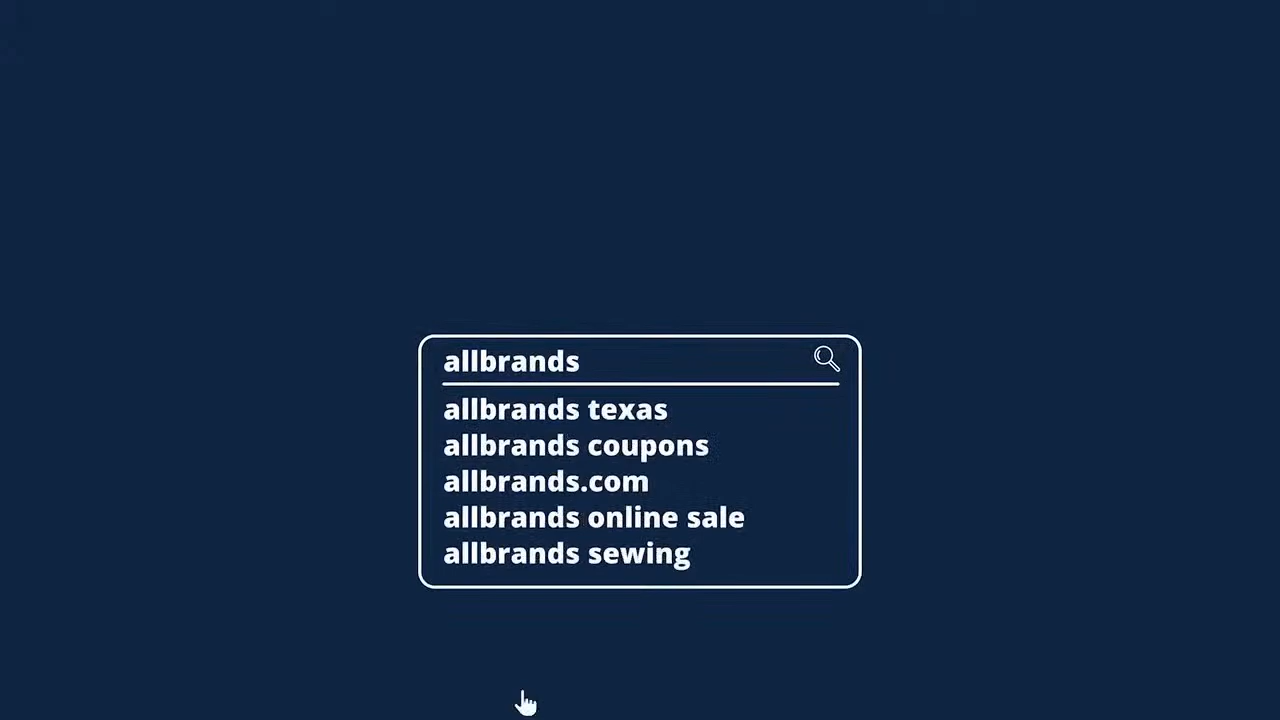 allbrands
allbrands texas
allbrands coupons
allbrands.com
allbrands online sale
allbrands sewing